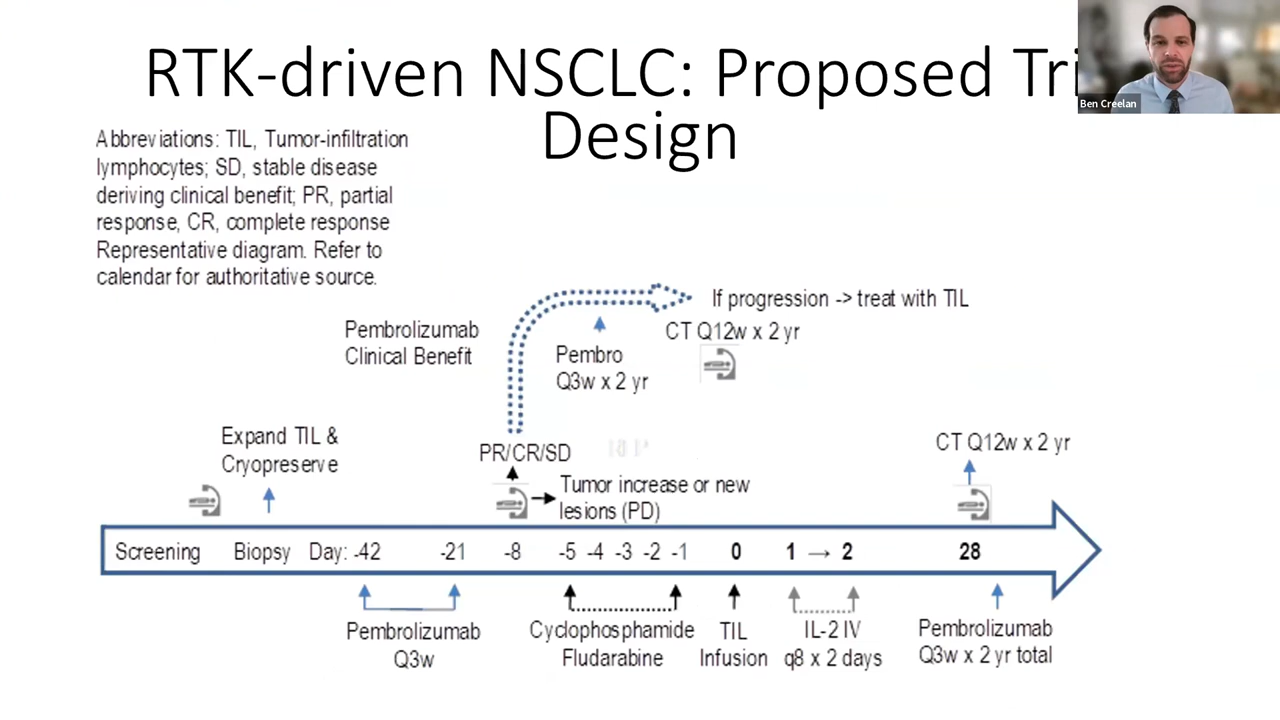 RTK-driven NSCLC: Proposed Tri
Design
Ben Creelan
Abbreviations: TIL, Tumor-infiltration
lymphocytes; SD, stable disease
deriving clinical benefit; PR, partial
response, CR, complete response
Representative diagram. Refer to
calendar for authoritative source.
If progression -> treat with TIL
Pembrolizumab
Clinical Benefit
CT Q12w x 2 yr
Pembro
Q3w x 2 yr
Expand TIL &
Cryopreserve
PR/CR/SD
CT Q12w x 2 yr
Tumor increase or new
lesions (PD)
Screening Biopsy Day: -42 -21 -8 -5 -4 -3 -2 -1 0 1 → 2 28
Pembrolizumab
Q3w
Cyclophosphamide
Fludarabine
TIL
Infusion
IL-2 IV
q8 x 2 days
Pembrolizumab
Q3w x 2 yr total